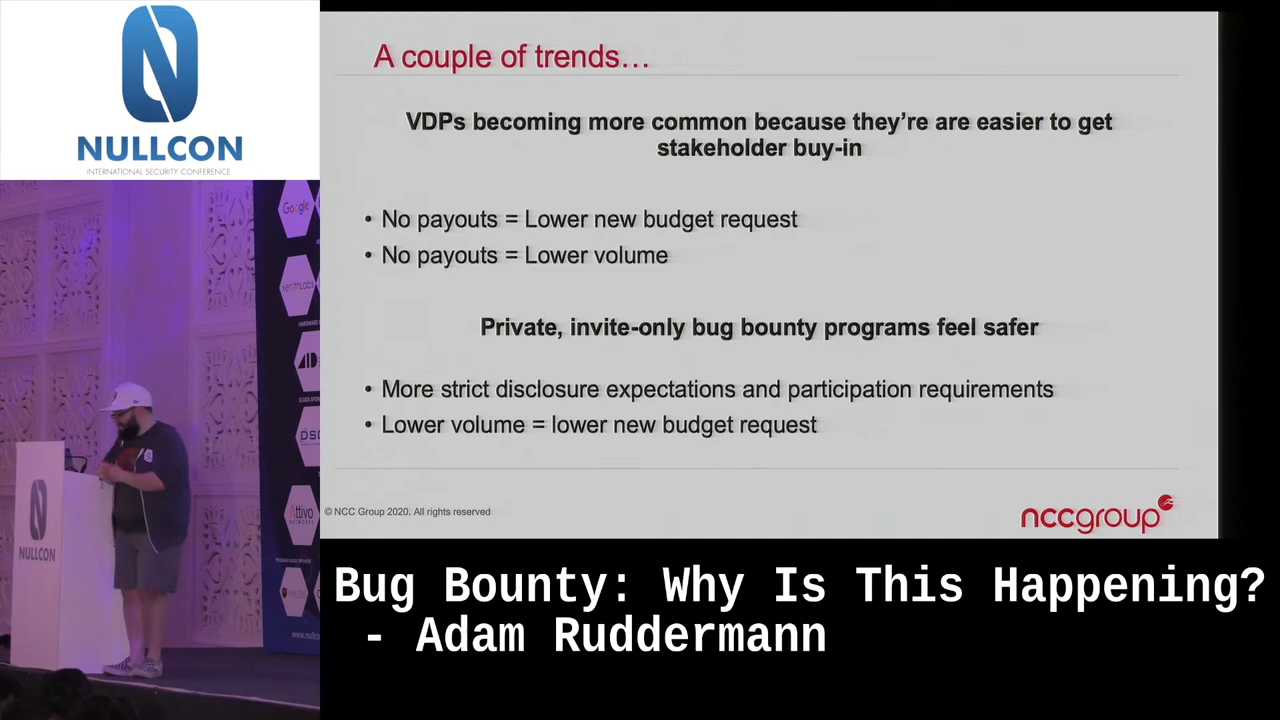 NULLCON
INTERNATIONAL SECURITY CONFERENCE
Google
Attivo
NULLCON
A couple of trends…
VDPs becoming more common because they're are easier to get
stakeholder buy-in
• No payouts = Lower new budget request
• No payouts = Lower volume
Private, invite-only bug bounty programs feel safer
• More strict disclosure expectations and participation requirements
• Lower volume = lower new budget request
© NCC Group 2020. All rights reserved
nccgroup
Bug Bounty: Why Is This Happening?
- Adam Ruddermann